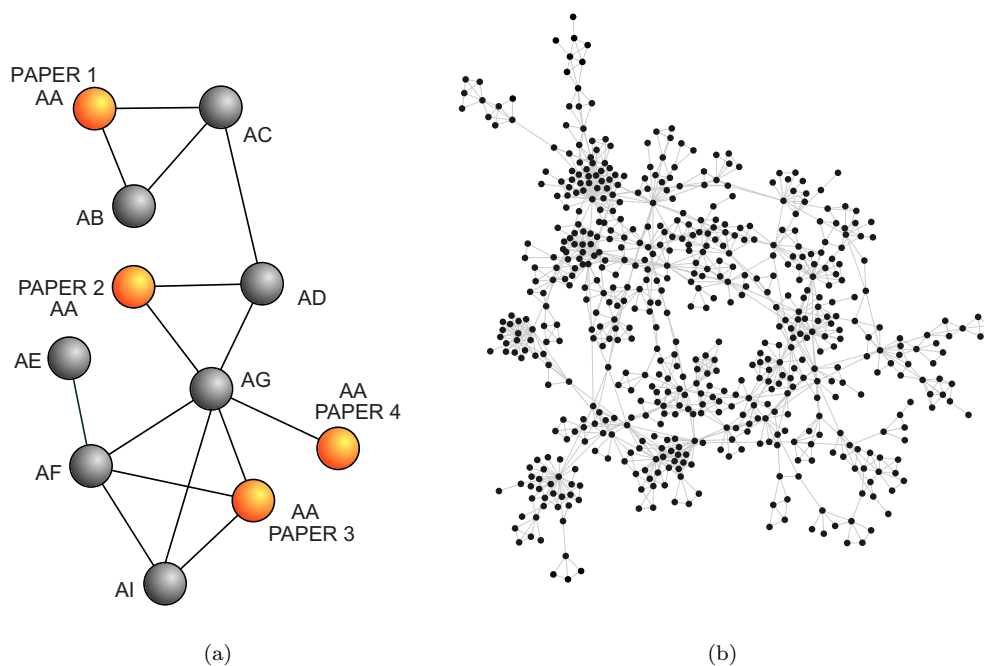 PAPER 1
AA
AC
AB
PAPER 2
AA
AD
AE
AG
AA
PAPER 4
AF
AA
PAPER 3
AI
(a)
(b)